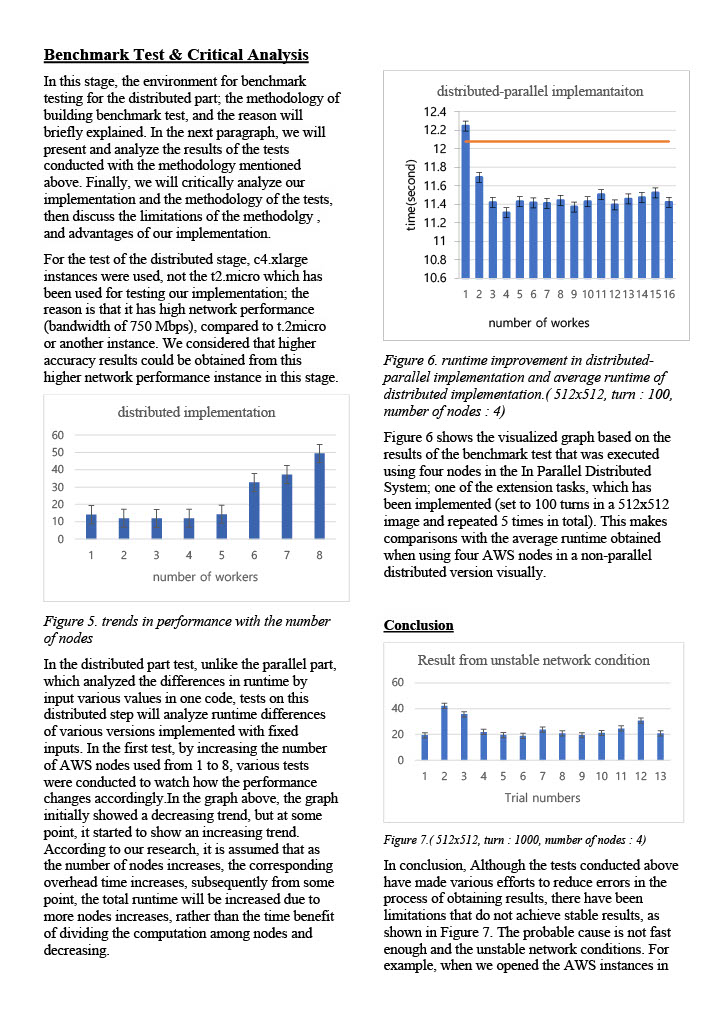 Benchmark Test & Critical Analysis
In this stage, the environment for benchmark
testing for the distributed part; the methodology of
building benchmark test, and the reason will
briefly explained. In the next paragraph, we will
present and analyze the results of the tests
conducted with the methodology mentioned
above. Finally, we will critically analyze our
implementation and the methodology of the tests,
then discuss the limitations of the methodolgy ,
and advantages of our implementation.
For the test of the distributed stage, c4.xlarge
instances were used, not the t2.micro which has
been used for testing our implementation; the
reason is that it has high network performance
(bandwidth of 750 Mbps), compared to t.2micro
or another instance. We considered that higher
accuracy results could be obtained from this
higher network performance instance in this stage.
distributed implementation
60
50
40
30
20
10
0
1 2 3 4 5 6 7 8
number of workers
Figure 5. trends in performance with the number
of nodes
In the distributed part test, unlike the parallel part,
which analyzed the differences in runtime by
input various values in one code, tests on this
distributed step will analyze runtime differences
of various versions implemented with fixed
inputs. In the first test, by increasing the number
of AWS nodes used from 1 to 8, various tests
were conducted to watch how the performance
changes accordingly.In the graph above, the graph
initially showed a decreasing trend, but at some
point, it started to show an increasing trend.
According to our research, it is assumed that as
the number of nodes increases, the corresponding
overhead time increases, subsequently from some
point, the total runtime will be increased due to
more nodes increases, rather than the time benefit
of dividing the computation among nodes and
decreasing.
distributed-parallel implemantaiton
time(second)
12.4
12.2
12
11.8
11.6
11.4
11.2
11
10.8
10.6
1 2 3 4 5 6 7 8 9 10 11 12 13 14 15 16
number of workes
Figure 6. runtime improvement in distributed-
parallel implementation and average runtime of
distributed implementation.( 512x512, turn : 100,
number of nodes : 4)
Figure 6 shows the visualized graph based on the
results of the benchmark test that was executed
using four nodes in the In Parallel Distributed
System; one of the extension tasks, which has
been implemented (set to 100 turns in a 512x512
image and repeated 5 times in total). This makes
comparisons with the average runtime obtained
when using four AWS nodes in a non-parallel
distributed version visually.
Conclusion
Result from unstable network condition
60
40
20
0
1 2 3 4 5 6 7 8 9 10 11 12 13
Trial numbers
Figure 7.( 512x512, turn : 1000, number of nodes : 4)
In conclusion, Although the tests conducted above
have made various efforts to reduce errors in the
process of obtaining results, there have been
limitations that do not achieve stable results, as
shown in Figure 7. The probable cause is not fast
enough and the unstable network conditions. For
example, when we opened the AWS instances in